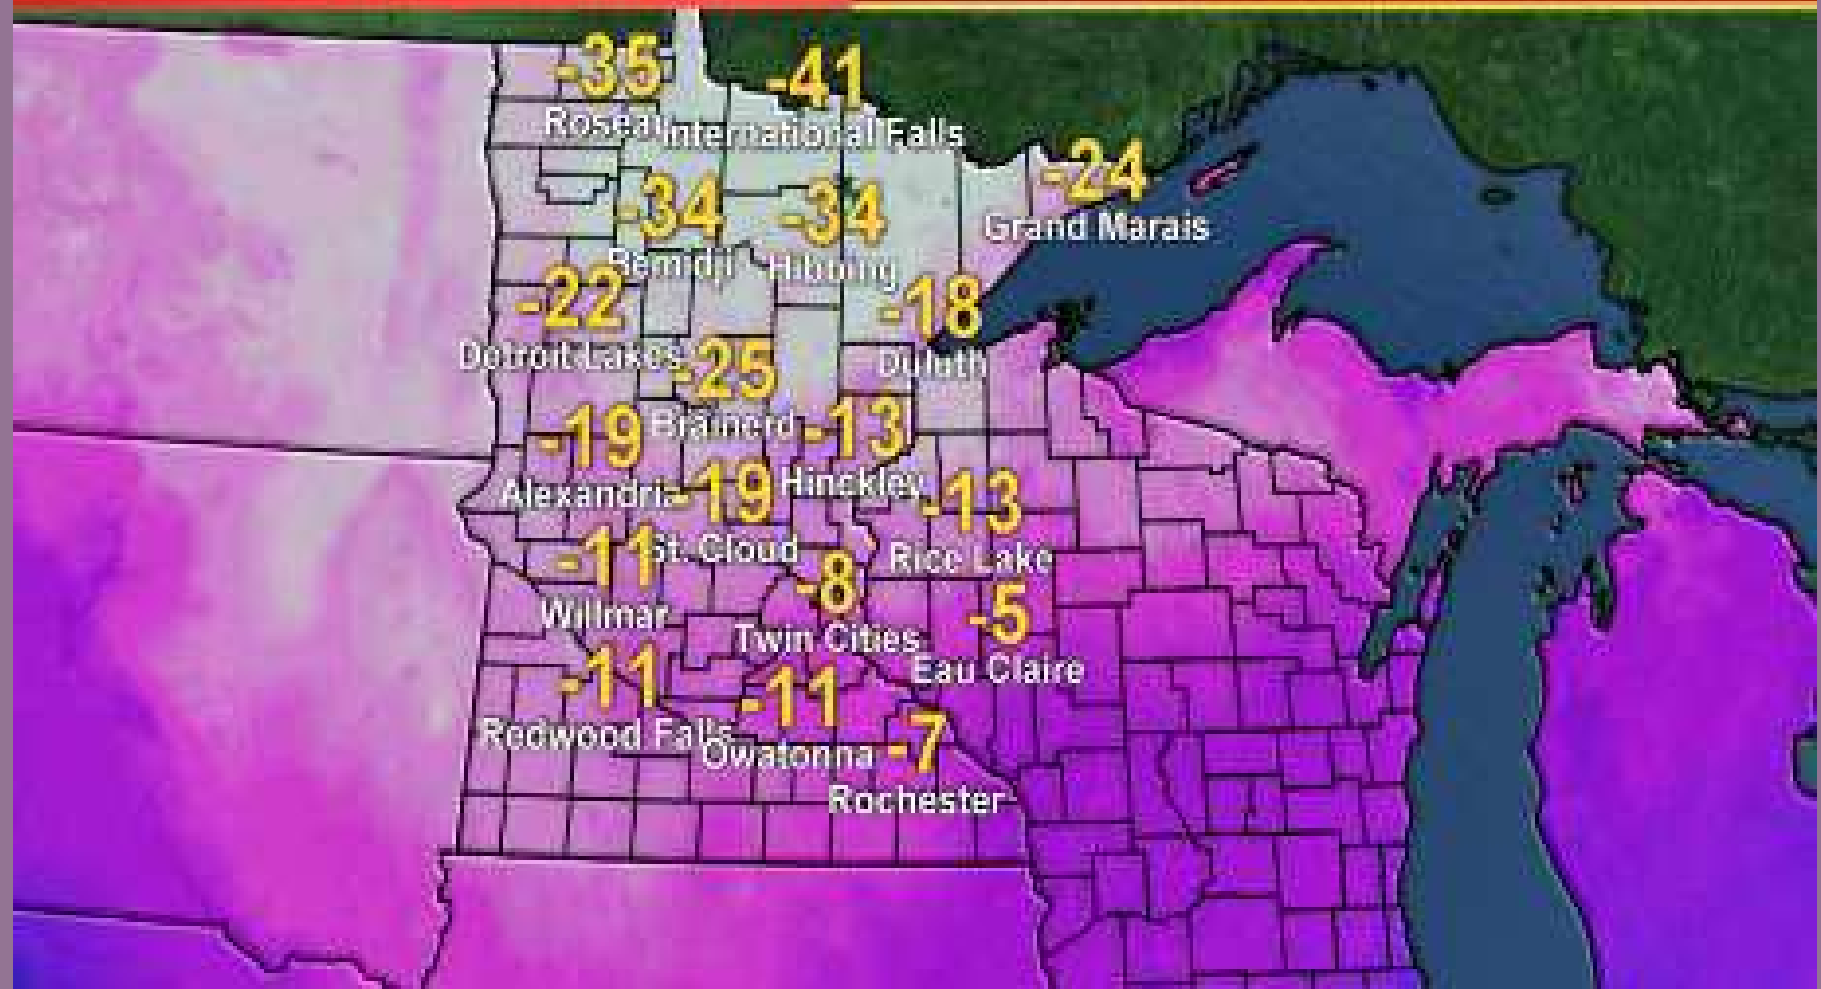 -35
Roseau
-41
International Falls
-24
Grand Marais
-34
Bemidji
-34
Hibbing
-22
Detroit Lakes
-18
Duluth
-25
Brainerd
-19
Alexandria
-13
Hinckley
-19
St. Cloud
-13
Rice Lake
-11
Willmar
-8
Twin Cities
-5
Eau Claire
-11
Redwood Falls
-11
Owatonna
-7
Rochester